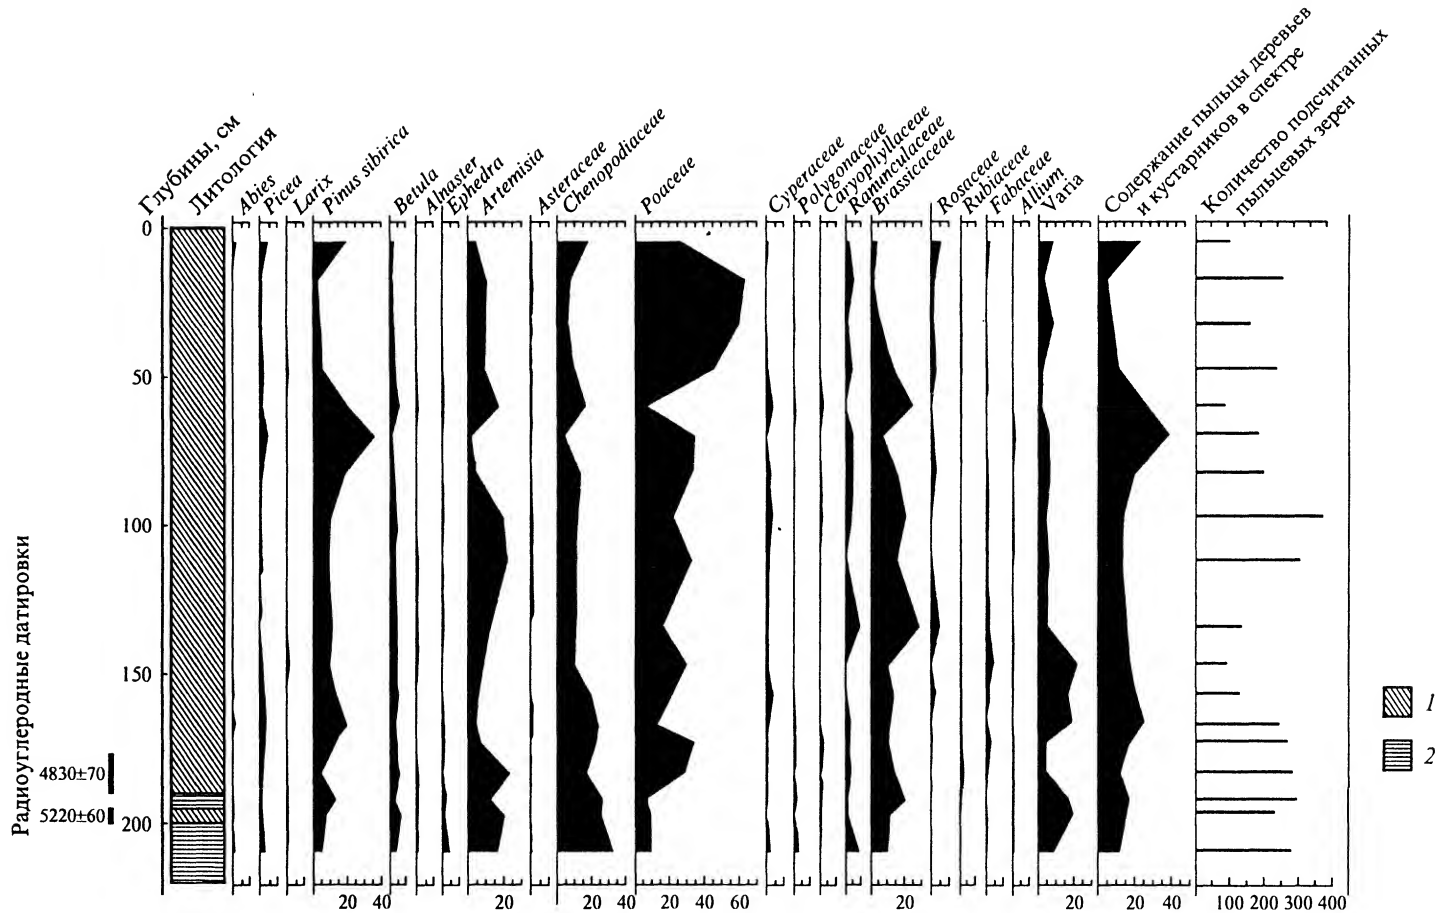 Глубины, см
Литология
Abies
Picea
Larix
Pinus sibirica
Betula
Alnaster
Ephedra
Artemisia
Asteraceae
Chenopodiaceae
Poaceae
Cyperaceae
Polygonaceae
Caryophyllaceae
Ranunculaceae
Brassicaceae
Rosaceae
Rubiaceae
Fabaceae
Allium
Varia
Содержание пыльцы деревьев
и кустарников в спектре
Количество подсчитанных
пыльцевых зерен
0
50
100
150
200
Радиоуглеродные датировки
4830±70
5220±60
1
2
20 40
20
20 40
20 40 60
20
20
20 40
100 200 300 400